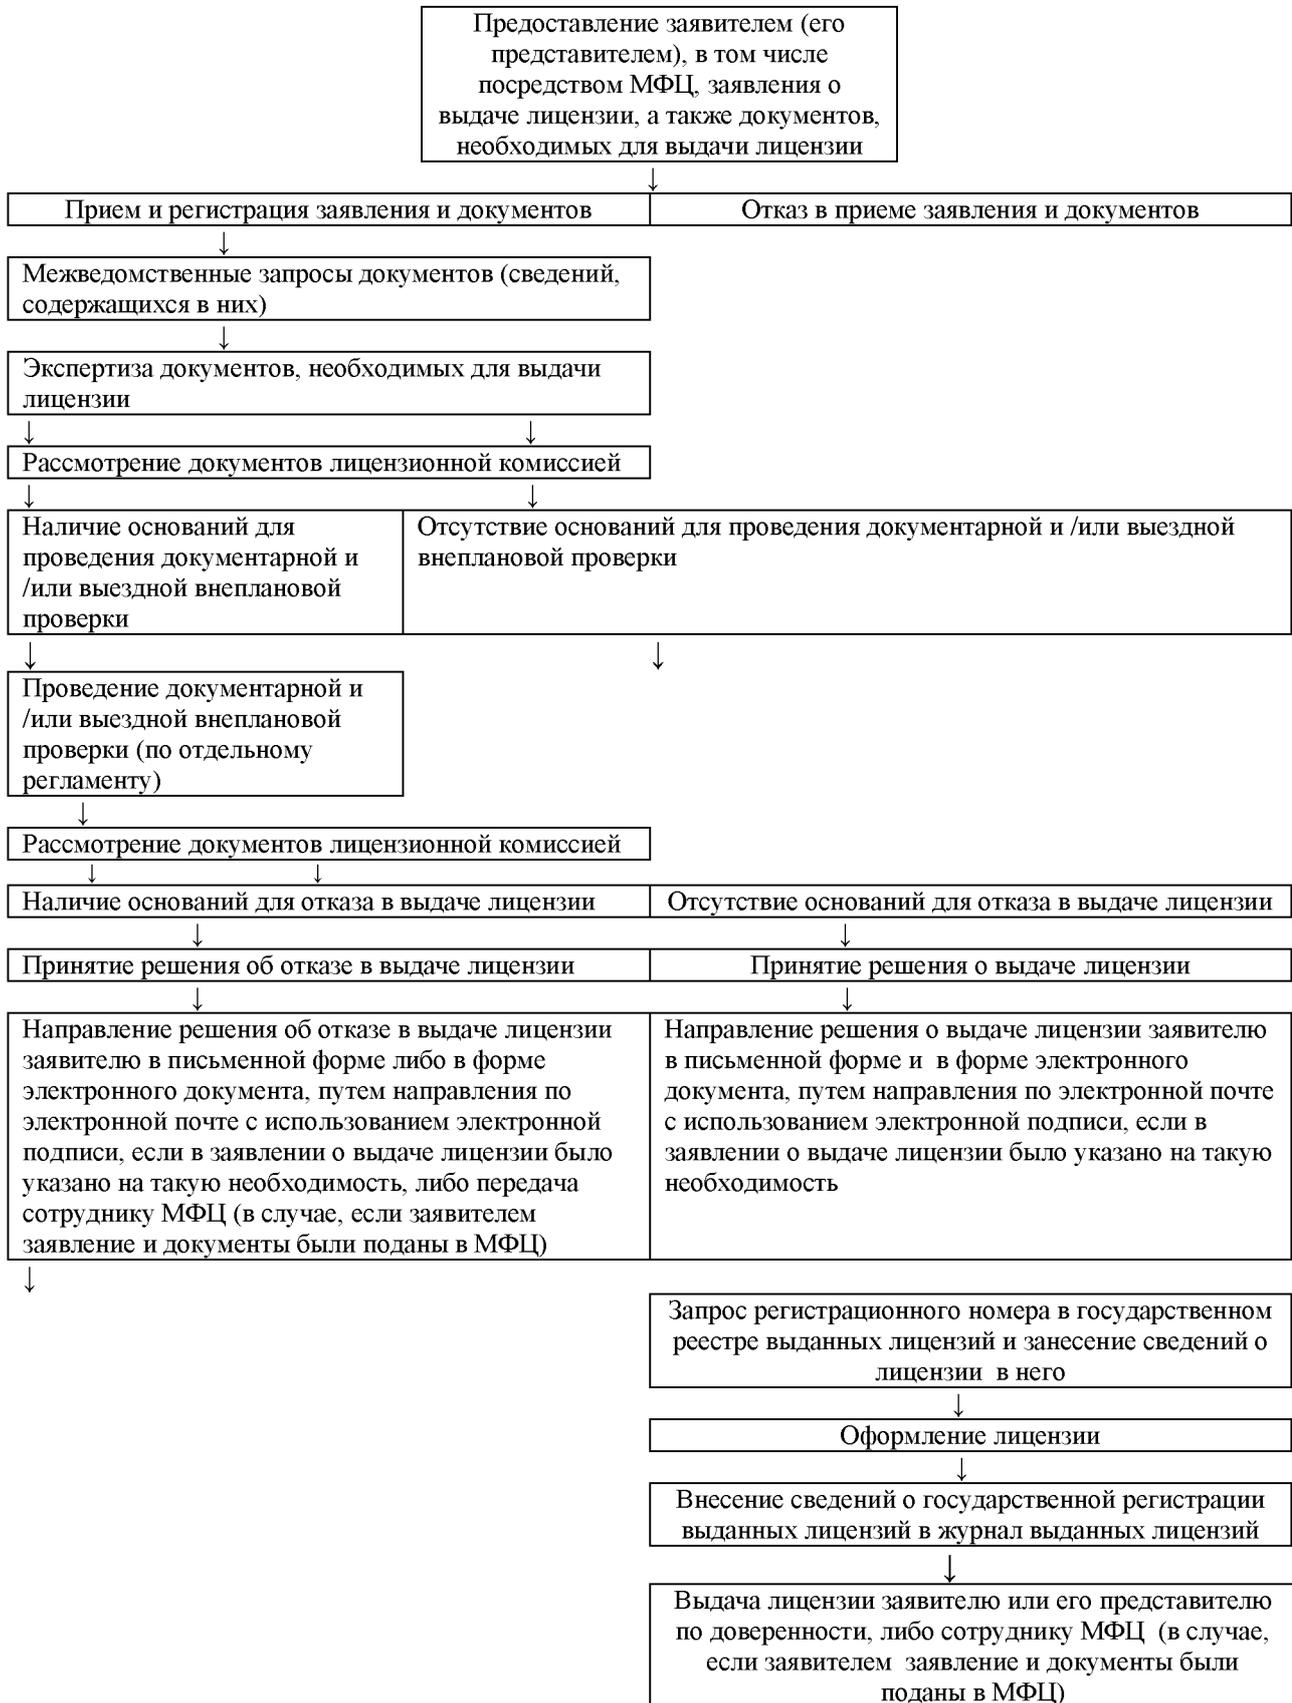 Предоставление заявителем (его
представителем), в том числе
посредством МФЦ, заявления о
выдаче лицензии, а также документов,
необходимых для выдачи лицензии
↓
Прием и регистрация заявления и документов
Отказ в приеме заявления и документов
↓
Межведомственные запросы документов (сведений,
содержащихся в них)
↓
Экспертиза документов, необходимых для выдачи
лицензии
↓ ↓
Рассмотрение документов лицензионной комиссией
↓ ↓
Наличие оснований для
проведения документарной и
/или выездной внеплановой
проверки
Отсутствие оснований для проведения документарной и /или выездной
внеплановой проверки
↓ ↓
Проведение документарной и
/или выездной внеплановой
проверки (по отдельному
регламенту)
↓
Рассмотрение документов лицензионной комиссией
↓ ↓
Наличие оснований для отказа в выдаче лицензии
Отсутствие оснований для отказа в выдаче лицензии
↓ ↓
Принятие решения об отказе в выдаче лицензии
Принятие решения о выдаче лицензии
↓ ↓
Направление решения об отказе в выдаче лицензии
заявителю в письменной форме либо в форме
электронного документа, путем направления по
электронной почте с использованием электронной
подписи, если в заявлении о выдаче лицензии было
указано на такую необходимость, либо передача
сотруднику МФЦ (в случае, если заявителем
заявление и документы были поданы в МФЦ)
Направление решения о выдаче лицензии заявителю
в письменной форме и  в форме электронного
документа, путем направления по электронной почте
с использованием электронной подписи, если в
заявлении о выдаче лицензии было указано на такую
необходимость
↓
Запрос регистрационного номера в государственном
реестре выданных лицензий и занесение сведений о
лицензии  в него
↓
Оформление лицензии
↓
Внесение сведений о государственной регистрации
выданных лицензий в журнал выданных лицензий
↓
Выдача лицензии заявителю или его представителю
по доверенности, либо сотруднику МФЦ  (в случае,
если заявителем  заявление и документы были
поданы в МФЦ)